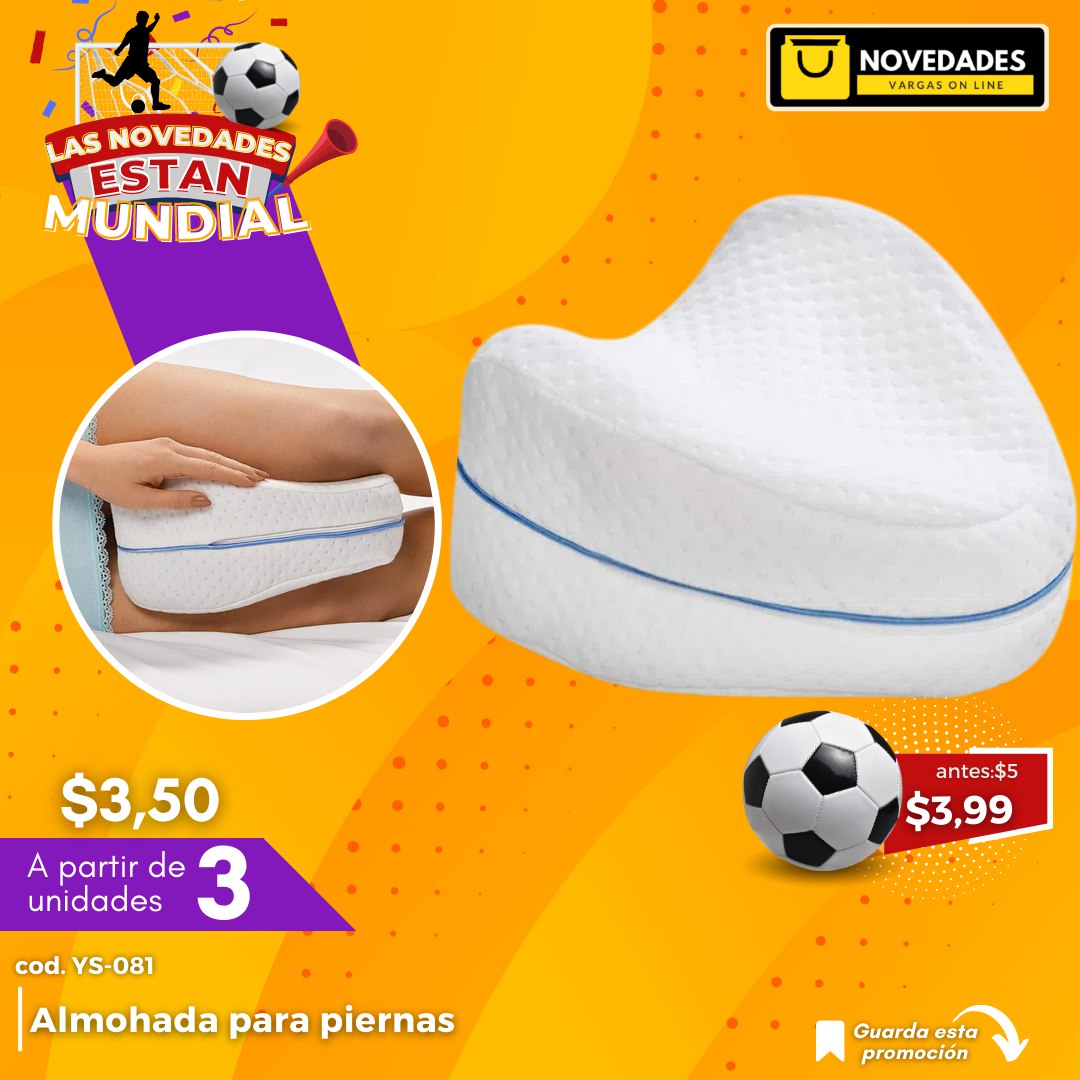 LAS NOVEDADES
ESTAN
MUNDIAL
NOVEDADES
VARGAS ON LINE
antes:$5
$3,99
$3,50
A partir de 3
unidades
cod. YS-081
Almohada para piernas
Guarda esta
promoción